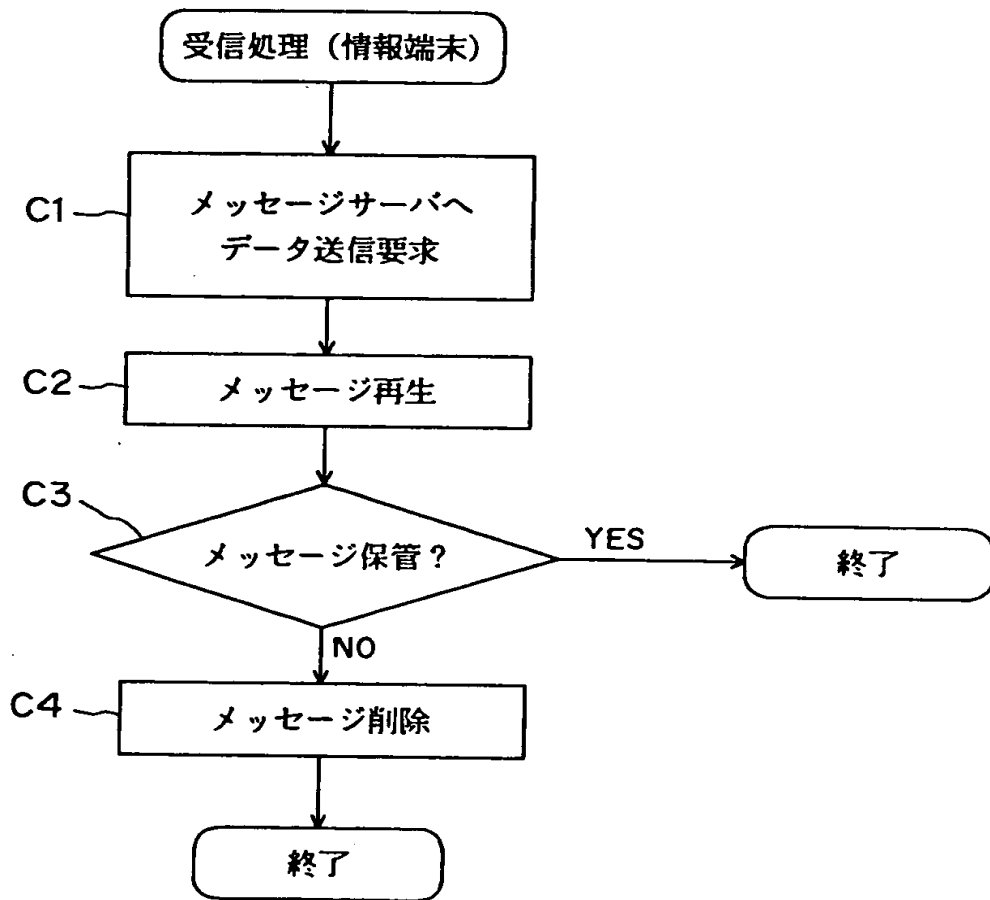 受信処理（情報端末）
C1
メッセージサーバへ
データ送信要求
C2
メッセージ再生
C3
メッセージ保管？
YES
終了
NO
C4
メッセージ削除
終了